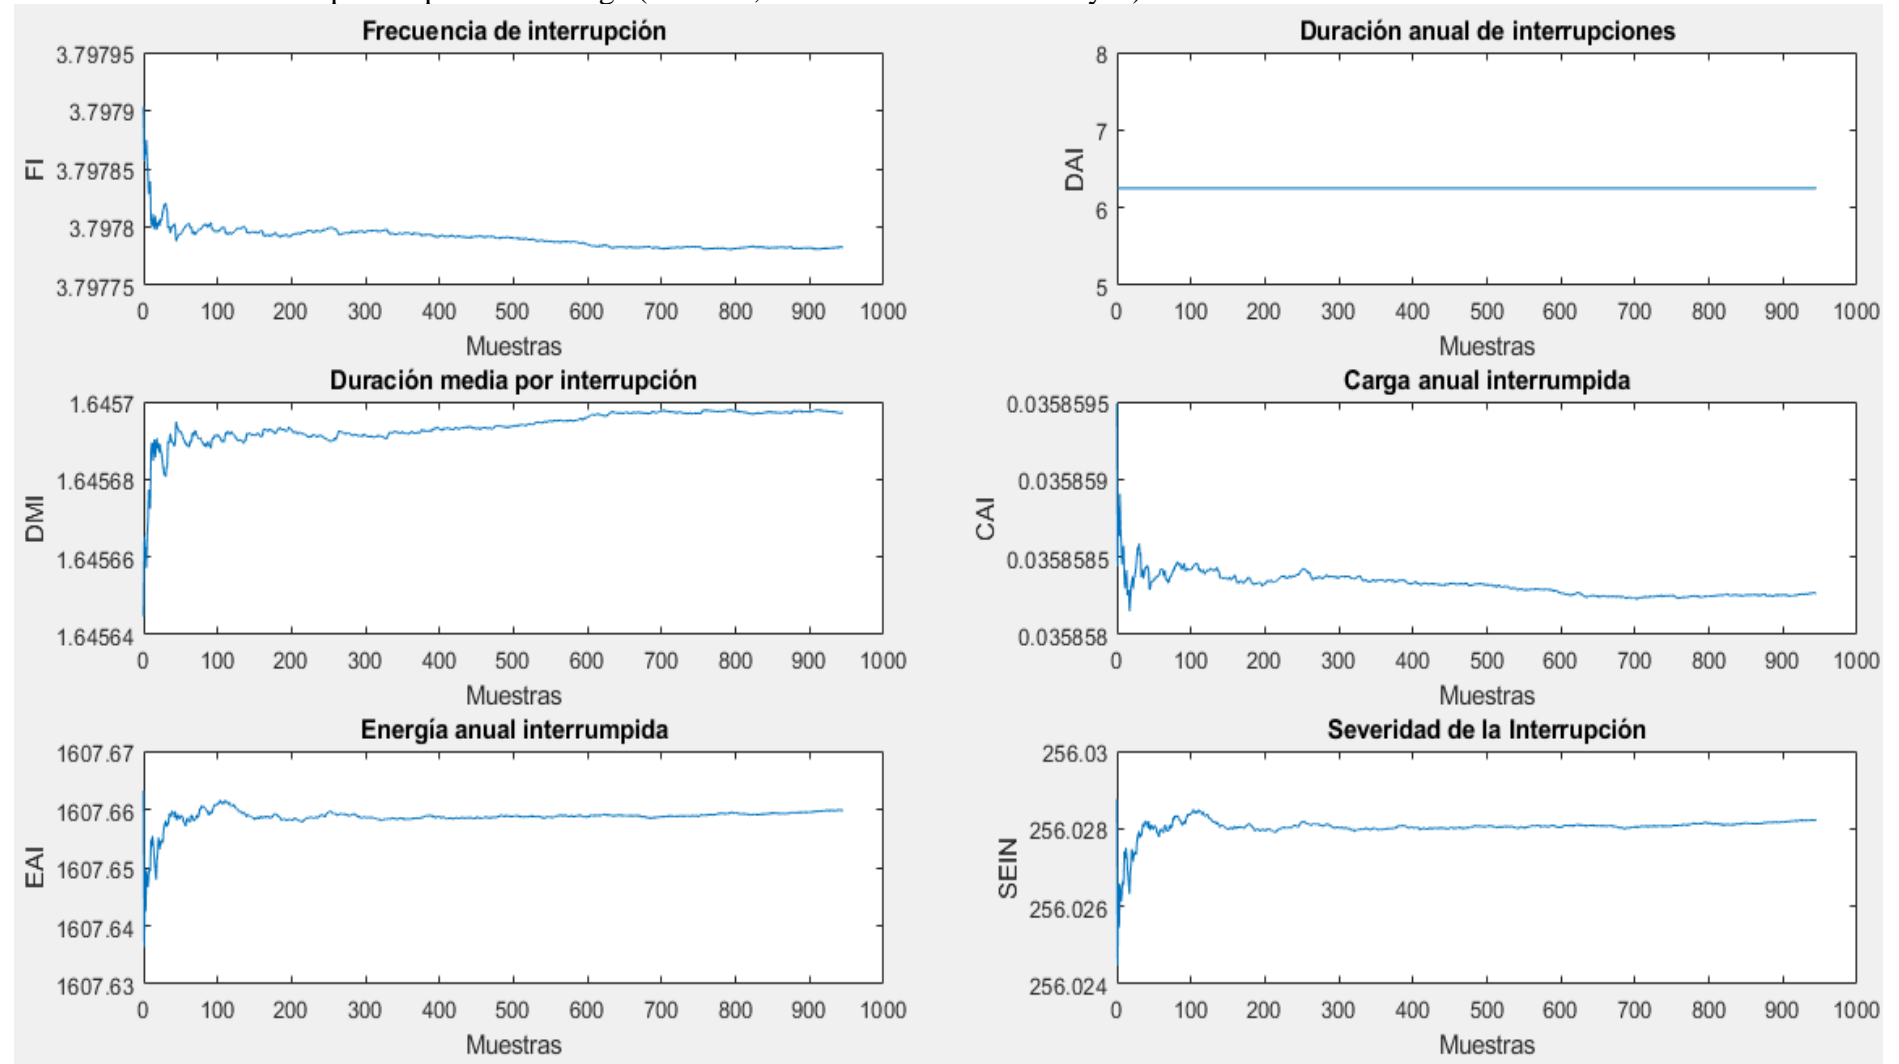 Frecuencia de interrupción
3.79795
3.7979
3.79785
3.7978
3.79775
FI
0 100 200 300 400 500 600 700 800 900 1000
Muestras
Duración anual de interrupciones
8
7
6
5
DAI
0 100 200 300 400 500 600 700 800 900 1000
Muestras
Duración media por interrupción
1.6457
1.64568
1.64566
1.64564
DMI
0 100 200 300 400 500 600 700 800 900 1000
Muestras
Carga anual interrumpida
0.0358595
0.035859
0.0358585
0.035858
CAI
0 100 200 300 400 500 600 700 800 900 1000
Muestras
Energía anual interrumpida
1607.67
1607.66
1607.65
1607.64
1607.63
EAI
0 100 200 300 400 500 600 700 800 900 1000
Muestras
Severidad de la Interrupción
256.03
256.028
256.026
256.024
SEIN
0 100 200 300 400 500 600 700 800 900 1000
Muestras